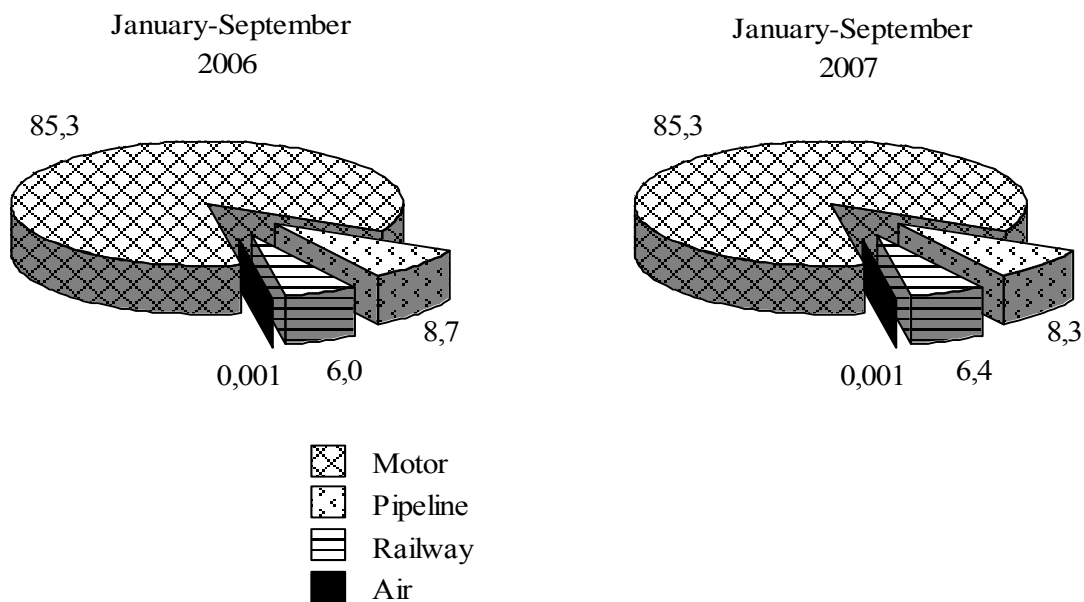 January-September
2006
85,3
8,7
6,0
0,001
January-September
2007
85,3
8,3
6,4
0,001
Motor
Pipeline
Railway
Air